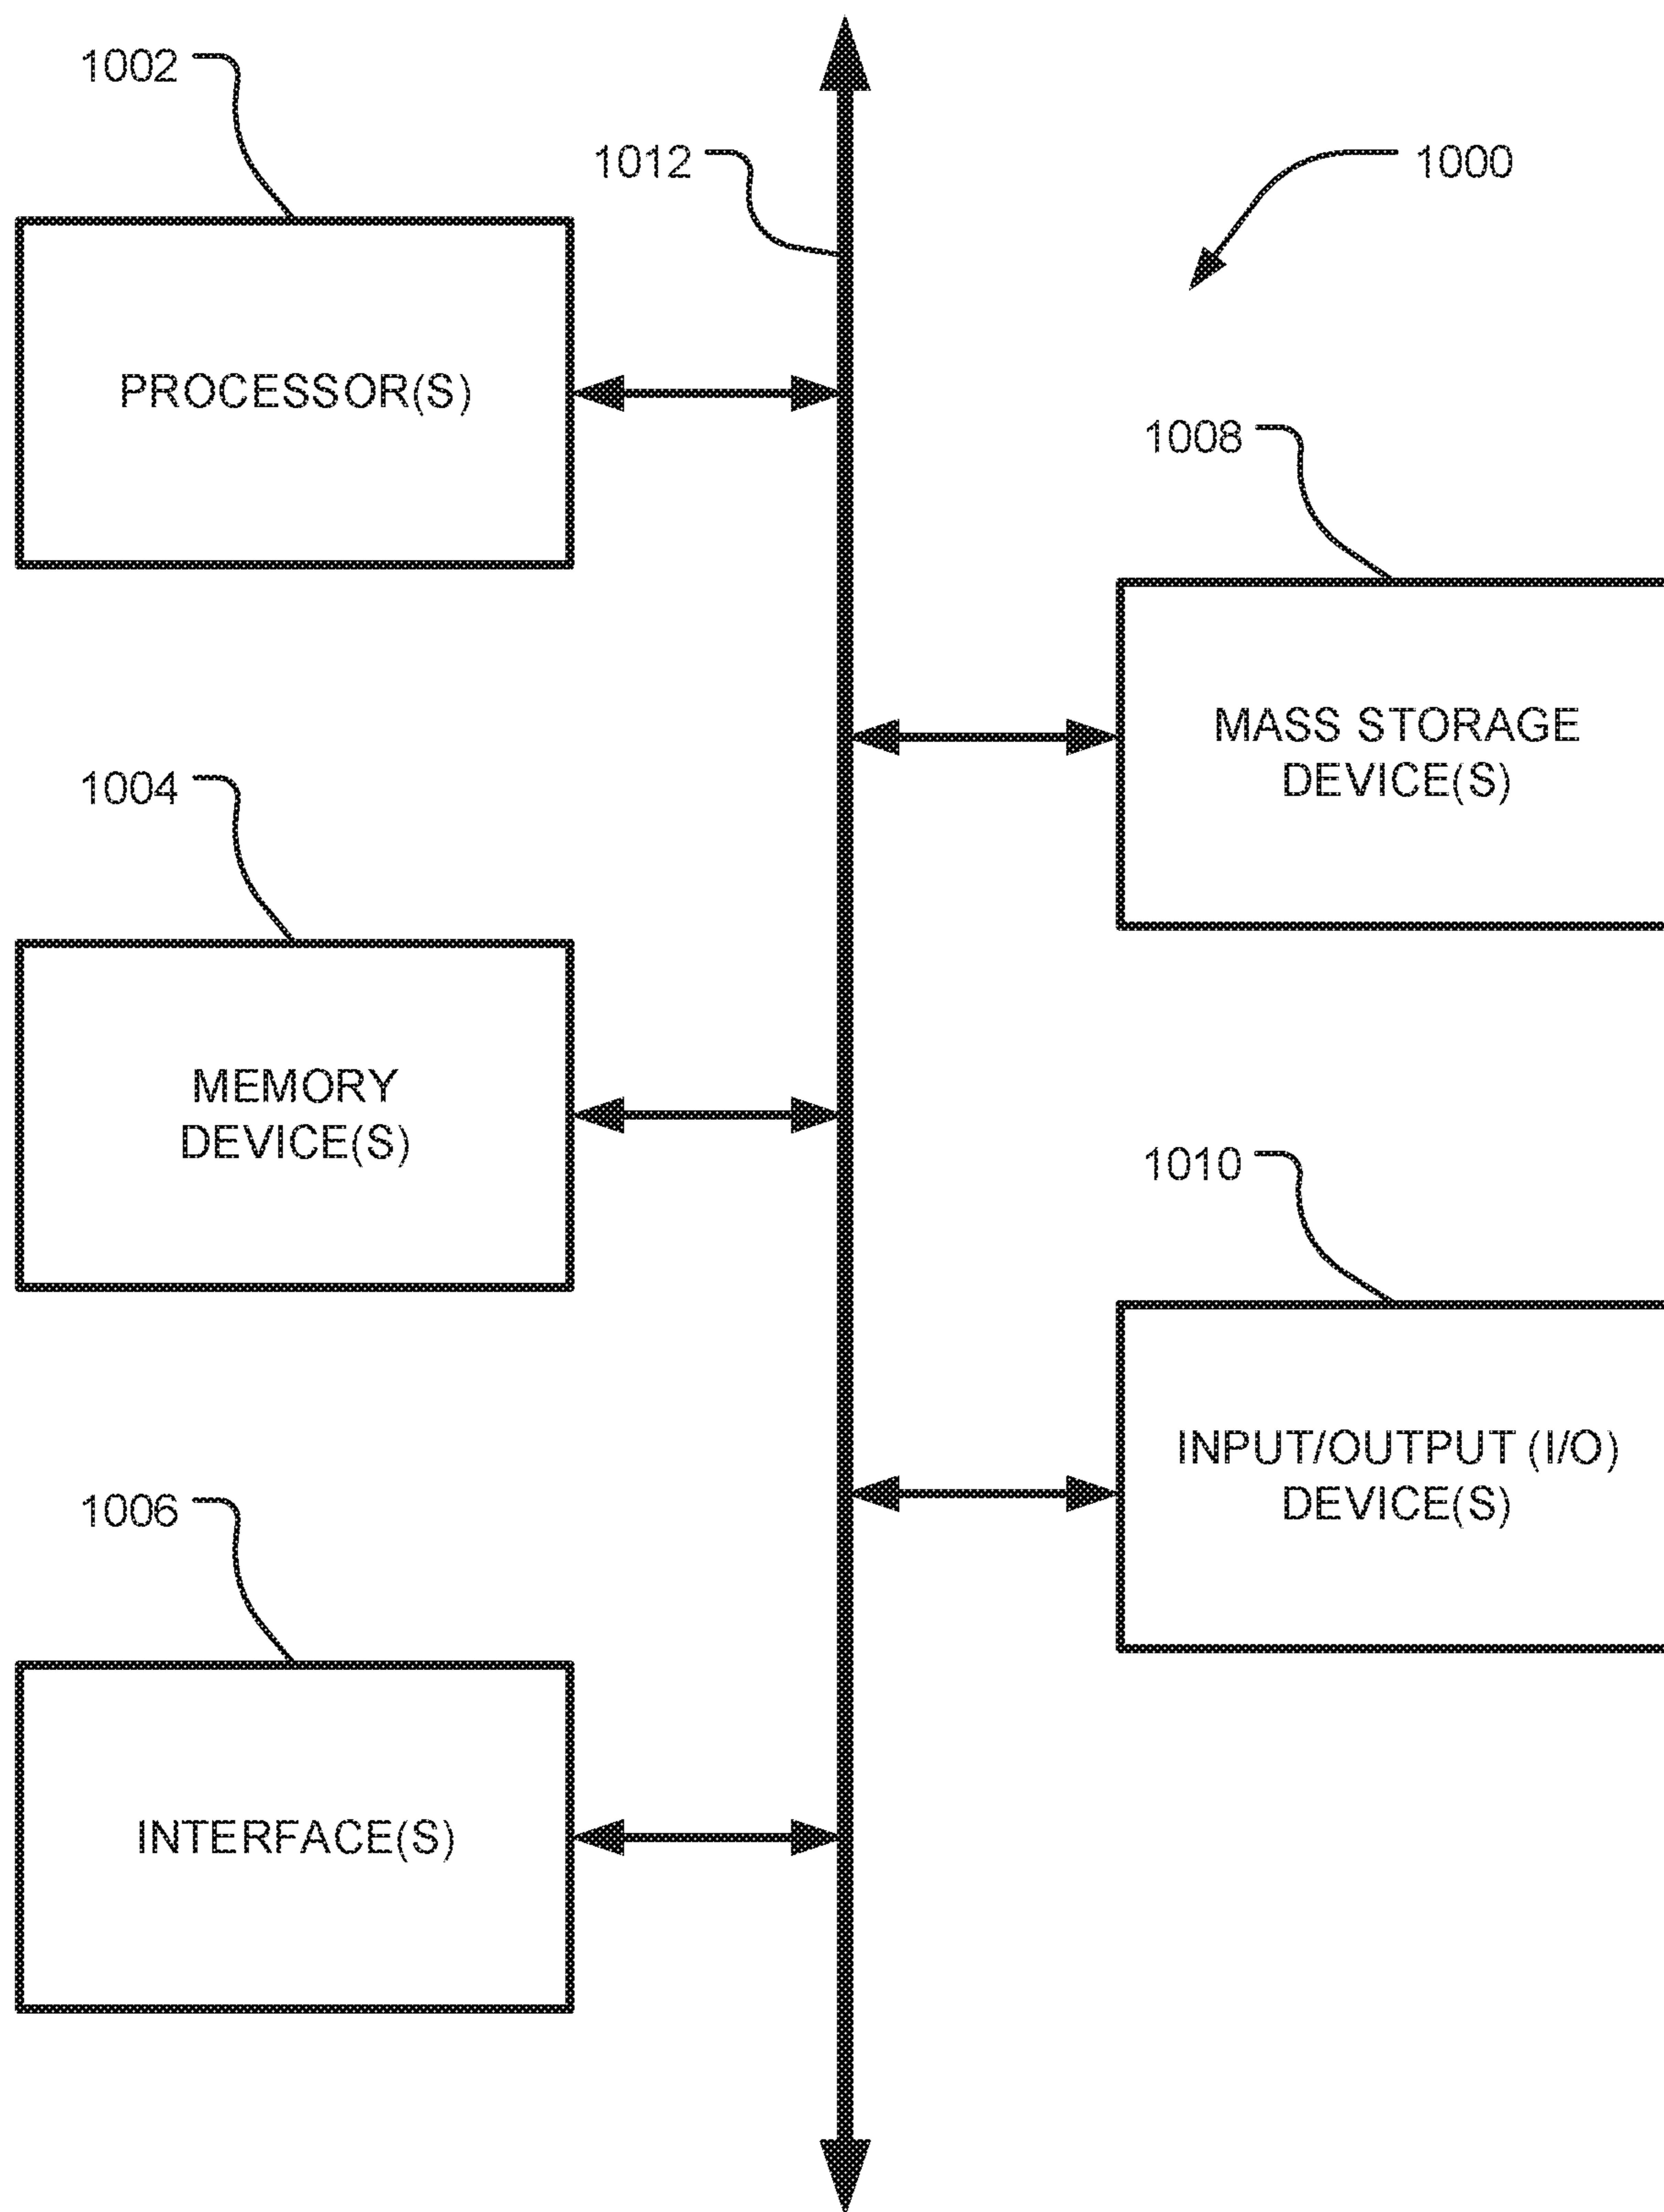 1002
1012
1000
PROCESSOR(S)
1008
MASS STORAGE
DEVICE(S)
1004
MEMORY
DEVICE(S)
1010
INPUT/OUTPUT (I/O)
DEVICE(S)
1006
INTERFACE(S)